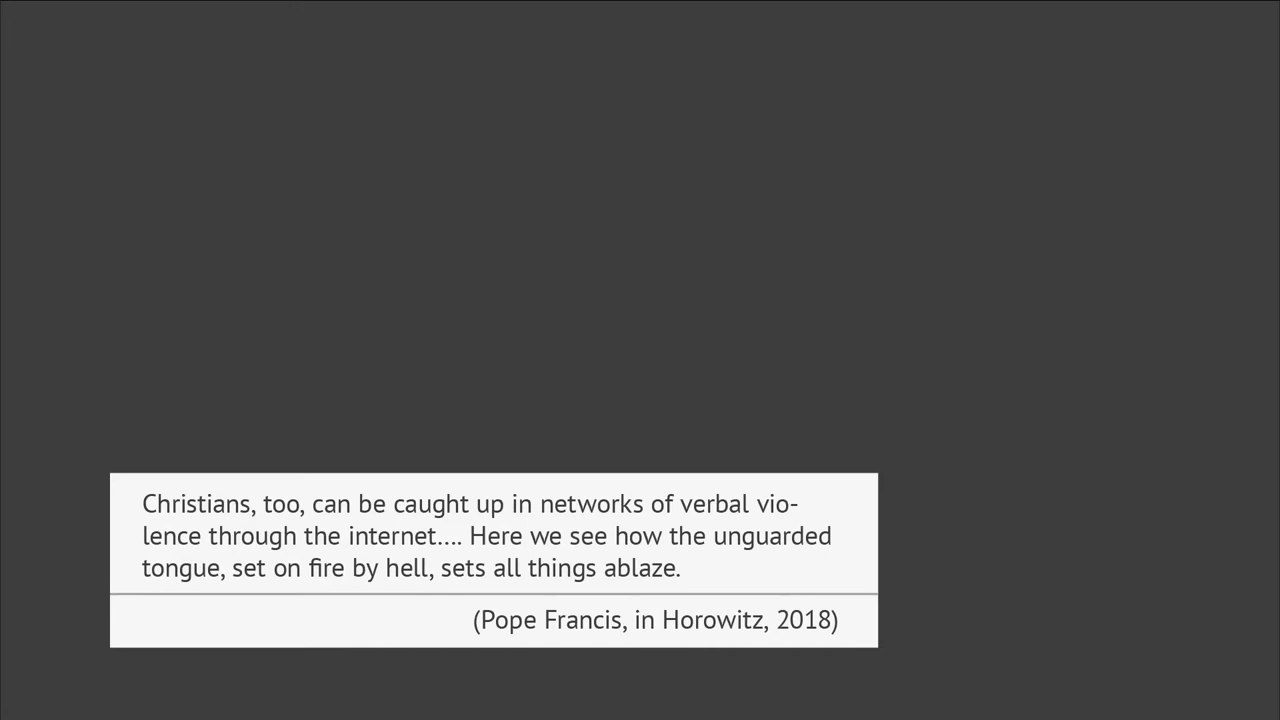 Christians, too, can be caught up in networks of verbal vio-
lence through the internet.... Here we see how the unguarded
tongue, set on fire by hell, sets all things ablaze.
(Pope Francis, in Horowitz, 2018)